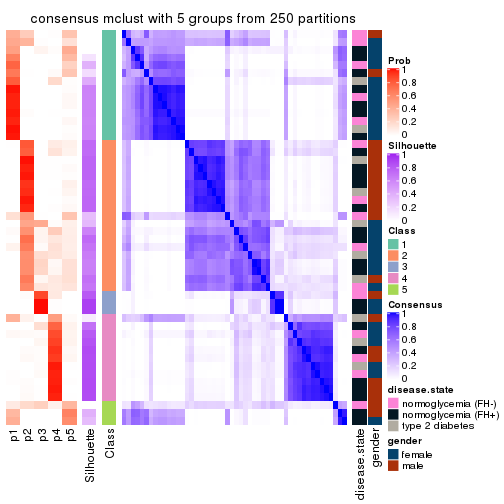 consensus mclust with 5 groups from 250 partitions
Prob
1
0.8
0.6
0.4
0.2
0
Silhouette
1
0.8
0.6
0.4
0.2
0
Class
1
2
3
4
5
Consensus
1
0.8
0.6
0.4
0.2
0
disease.state
normoglycemia (FH-)
normoglycemia (FH+)
type 2 diabetes
gender
female
male
p1
p2
p3
p4
p5
Silhouette
Class
disease.state
gender